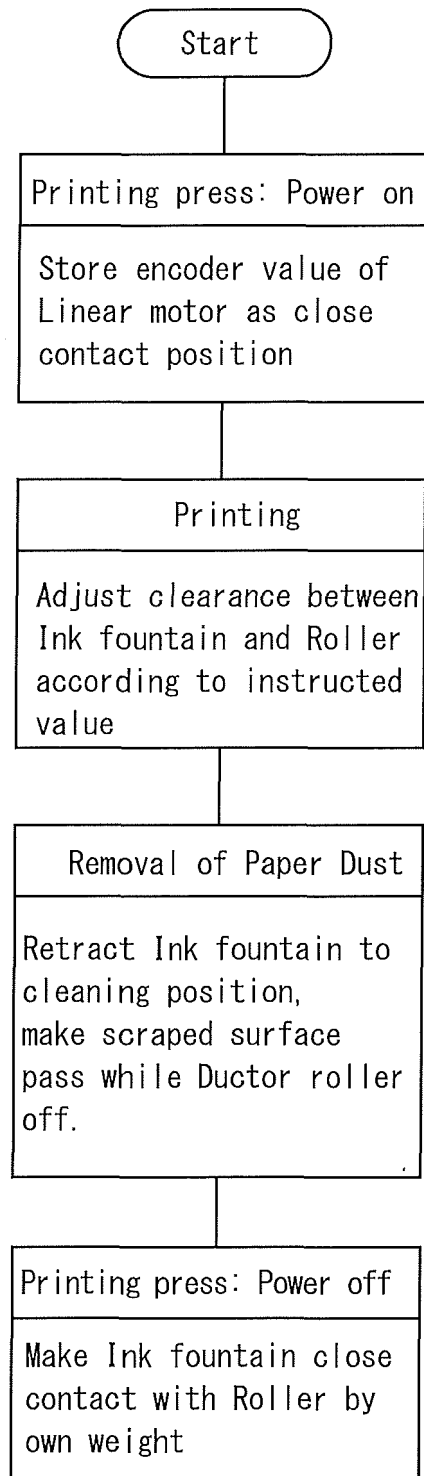 Start
Printing press: Power on
Store encoder value of
Linear motor as close
contact position
Printing
Adjust clearance between
Ink fountain and Roller
according to instructed
value
Removal of Paper Dust
Retract Ink fountain to
cleaning position,
make scraped surface
pass while Ductor roller
off.
Printing press: Power off
Make Ink fountain close
contact with Roller by
own weight